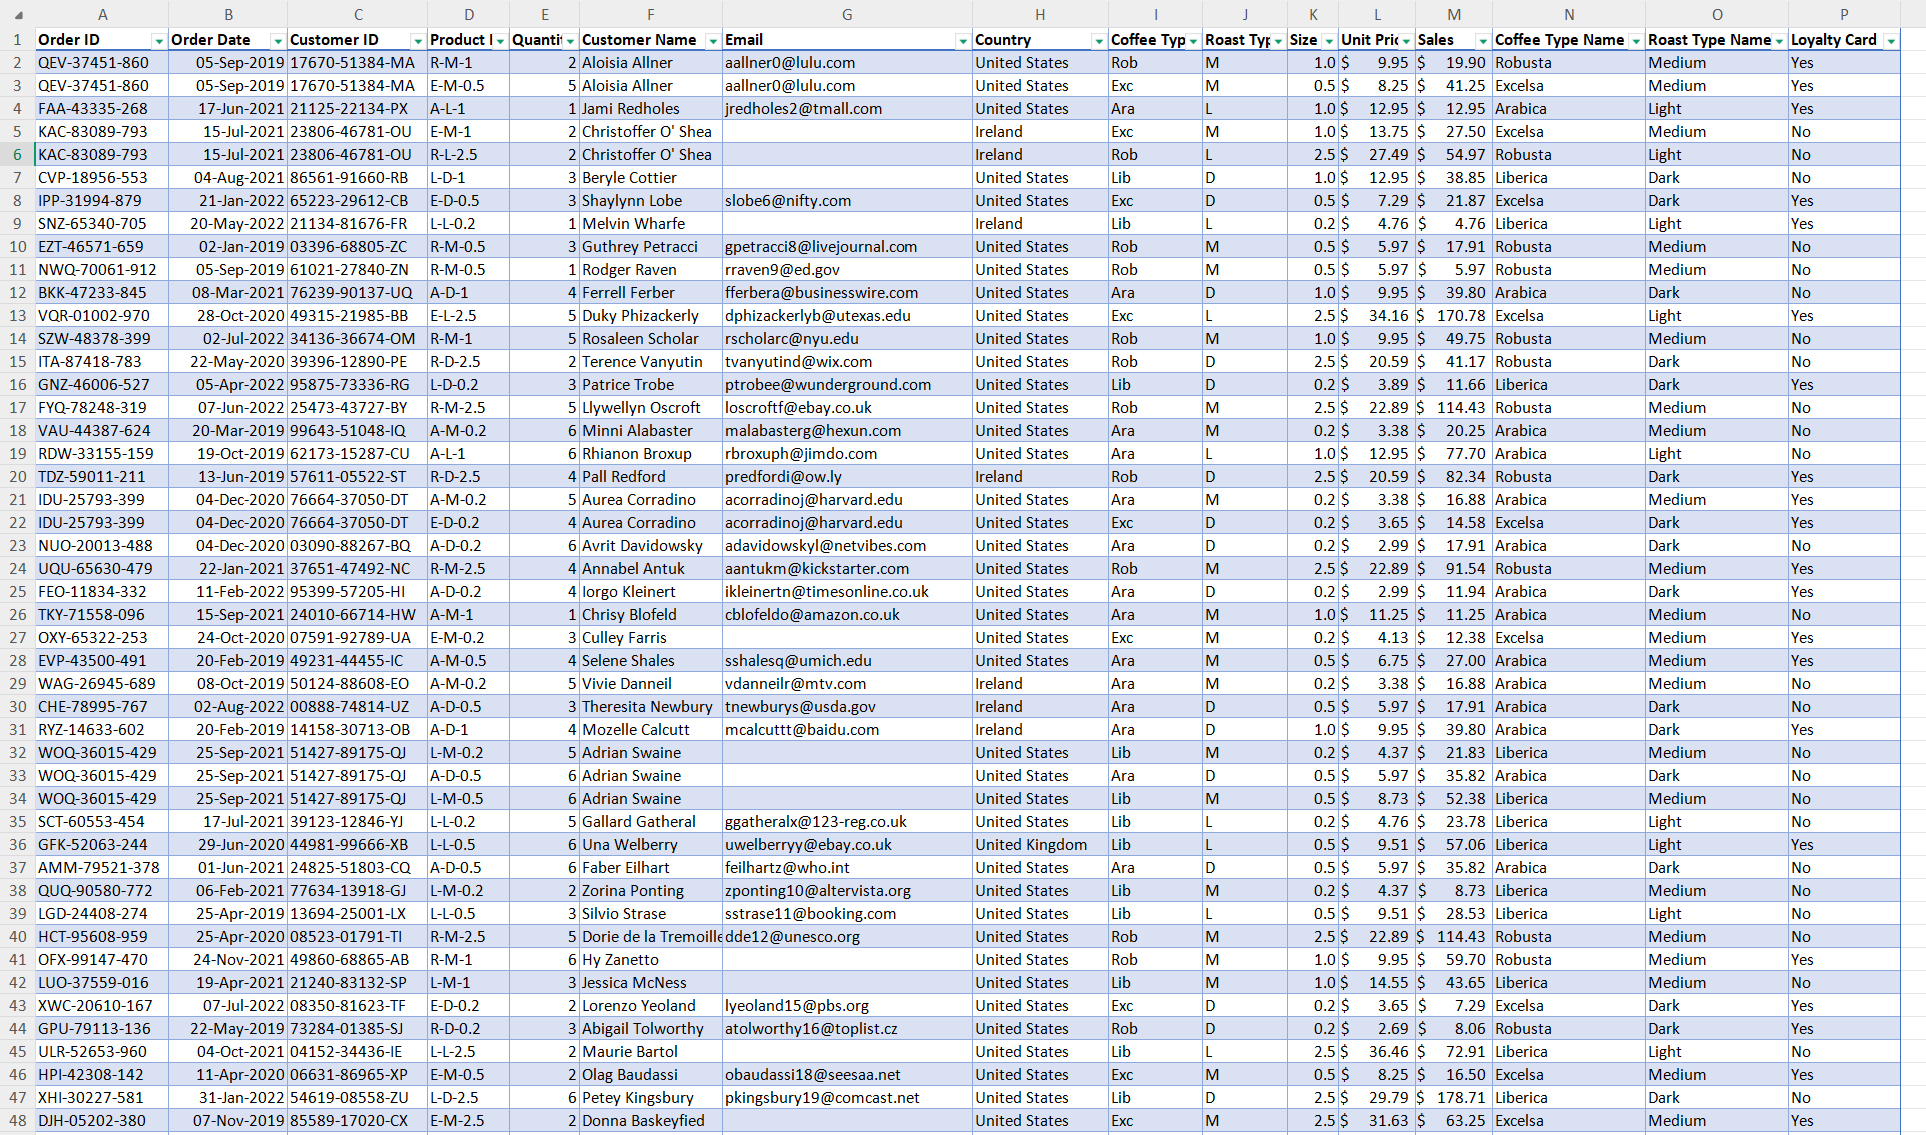 A B C D E F G H I J K L M N O P
1 Order ID Order Date Customer ID Product I Quantit Customer Name Email Country Coffee Typ Roast Typ Size Unit Pric Sales Coffee Type Name Roast Type Name Loyalty Card
2 QEV-37451-860 05-Sep-2019 17670-51384-MA R-M-1 2 Aloisia Allner aallner0@lulu.com United States Rob M 1.0 $ 9.95 $ 19.90 Robusta Medium Yes
3 QEV-37451-860 05-Sep-2019 17670-51384-MA E-M-0.5 5 Aloisia Allner aallner0@lulu.com United States Exc M 0.5 $ 8.25 $ 41.25 Excelsa Medium Yes
4 FAA-43335-268 17-Jun-2021 21125-22134-PX A-L-1 1 Jami Redholes jredholes2@tmall.com United States Ara L 1.0 $ 12.95 $ 12.95 Arabica Light Yes
5 KAC-83089-793 15-Jul-2021 23806-46781-OU E-M-1 2 Christoffer O' Shea Ireland Exc M 1.0 $ 13.75 $ 27.50 Excelsa Medium No
6 KAC-83089-793 15-Jul-2021 23806-46781-OU R-L-2.5 2 Christoffer O' Shea Ireland Rob L 2.5 $ 27.49 $ 54.97 Robusta Light No
7 CVP-18956-553 04-Aug-2021 86561-91660-RB L-D-1 3 Beryle Cottier United States Lib D 1.0 $ 12.95 $ 38.85 Liberica Dark No
8 IPP-31994-879 21-Jan-2022 65223-29612-CB E-D-0.5 3 Shaylynn Lobe slobe6@nifty.com United States Exc D 0.5 $ 7.29 $ 21.87 Excelsa Dark Yes
9 SNZ-65340-705 20-May-2022 21134-81676-FR L-L-0.2 1 Melvin Wharfe Ireland Lib L 0.2 $ 4.76 $ 4.76 Liberica Light Yes
10 EZT-46571-659 02-Jan-2019 03396-68805-ZC R-M-0.5 3 Guthrey Petracci gpetracci8@livejournal.com United States Rob M 0.5 $ 5.97 $ 17.91 Robusta Medium No
11 NWQ-70061-912 05-Sep-2019 61021-27840-ZN R-M-0.5 1 Rodger Raven rraven9@ed.gov United States Rob M 0.5 $ 5.97 $ 5.97 Robusta Medium No
12 BKK-47233-845 08-Mar-2021 76239-90137-UQ A-D-1 4 Ferrell Ferber fferbera@businesswire.com United States Ara D 1.0 $ 9.95 $ 39.80 Arabica Dark No
13 VQR-01002-970 28-Oct-2020 49315-21985-BB E-L-2.5 5 Duky Phizackerly dphizackerlyb@utexas.edu United States Exc L 2.5 $ 34.16 $ 170.78 Excelsa Light Yes
14 SZW-48378-399 02-Jul-2022 34136-36674-OM R-M-1 5 Rosaleen Scholar rscholarc@nyu.edu United States Rob M 1.0 $ 9.95 $ 49.75 Robusta Medium No
15 ITA-87418-783 22-May-2020 39396-12890-PE R-D-2.5 2 Terence Vanyutin tvanyutind@wix.com United States Rob D 2.5 $ 20.59 $ 41.17 Robusta Dark No
16 GNZ-46006-527 05-Apr-2022 95875-73336-RG L-D-0.2 3 Patrice Trobe ptrobee@wunderground.com United States Lib D 0.2 $ 3.89 $ 11.66 Liberica Dark Yes
17 FYQ-78248-319 07-Jun-2022 25473-43727-BY R-M-2.5 5 Llywellyn Oscroft loscroftf@ebay.co.uk United States Rob M 2.5 $ 22.89 $ 114.43 Robusta Medium No
18 VAU-44387-624 20-Mar-2019 99643-51048-IQ A-M-0.2 6 Minni Alabaster malabasterg@hexun.com United States Ara M 0.2 $ 3.38 $ 20.25 Arabica Medium No
19 RDW-33155-159 19-Oct-2019 62173-15287-CU A-L-1 6 Rhianon Broxup rbroxuph@jimdo.com United States Ara L 1.0 $ 12.95 $ 77.70 Arabica Light No
20 TDZ-59011-211 13-Jun-2019 57611-05522-ST R-D-2.5 4 Pall Redford predfordi@ow.ly Ireland Rob D 2.5 $ 20.59 $ 82.34 Robusta Dark Yes
21 IDU-25793-399 04-Dec-2020 76664-37050-DT A-M-0.2 5 Aurea Corradino acorradinoj@harvard.edu United States Ara M 0.2 $ 3.38 $ 16.88 Arabica Medium Yes
22 IDU-25793-399 04-Dec-2020 76664-37050-DT E-D-0.2 4 Aurea Corradino acorradinoj@harvard.edu United States Exc D 0.2 $ 3.65 $ 14.58 Excelsa Dark Yes
23 NUO-20013-488 04-Dec-2020 03090-88267-BQ A-D-0.2 6 Avrit Davidowsky adavidowskyl@netvibes.com United States Ara D 0.2 $ 2.99 $ 17.91 Arabica Dark No
24 UQU-65630-479 22-Jan-2021 37651-47492-NC R-M-2.5 4 Annabel Antuk aantukm@kickstarter.com United States Rob M 2.5 $ 22.89 $ 91.54 Robusta Medium Yes
25 FEO-11834-332 11-Feb-2022 95399-57205-HI A-D-0.2 4 Iorgo Kleinert ikleinertn@timesonline.co.uk United States Ara D 0.2 $ 2.99 $ 11.94 Arabica Dark Yes
26 TKY-71558-096 15-Sep-2021 24010-66714-HW A-M-1 1 Chrisy Blofeld cblofeldo@amazon.co.uk United States Ara M 1.0 $ 11.25 $ 11.25 Arabica Medium No
27 OXY-65322-253 24-Oct-2020 07591-92789-UA E-M-0.2 3 Culley Farris United States Exc M 0.2 $ 4.13 $ 12.38 Excelsa Medium Yes
28 EVP-43500-491 20-Feb-2019 49231-44455-IC A-M-0.5 4 Selene Shales sshalesq@umich.edu United States Ara M 0.5 $ 6.75 $ 27.00 Arabica Medium Yes
29 WAG-26945-689 08-Oct-2019 50124-88608-EO A-M-0.2 5 Vivie Danneil vdanneilr@mtv.com Ireland Ara M 0.2 $ 3.38 $ 16.88 Arabica Medium No
30 CHE-78995-767 02-Aug-2022 00888-74814-UZ A-D-0.5 3 Theresita Newbury tnewburys@usda.gov Ireland Ara D 0.5 $ 5.97 $ 17.91 Arabica Dark No
31 RYZ-14633-602 20-Feb-2019 14158-30713-OB A-D-1 4 Mozelle Calcutt mcalcuttt@baidu.com Ireland Ara D 1.0 $ 9.95 $ 39.80 Arabica Dark Yes
32 WOQ-36015-429 25-Sep-2021 51427-89175-QJ L-M-0.2 5 Adrian Swaine United States Lib M 0.2 $ 4.37 $ 21.83 Liberica Medium No
33 WOQ-36015-429 25-Sep-2021 51427-89175-QJ A-D-0.5 6 Adrian Swaine United States Ara D 0.5 $ 5.97 $ 35.82 Arabica Dark No
34 WOQ-36015-429 25-Sep-2021 51427-89175-QJ L-M-0.5 6 Adrian Swaine United States Lib M 0.5 $ 8.73 $ 52.38 Liberica Medium No
35 SCT-60553-454 17-Jul-2021 39123-12846-YJ L-L-0.2 5 Gallard Gatheral ggatheralx@123-reg.co.uk United States Lib L 0.2 $ 4.76 $ 23.78 Liberica Light No
36 GFK-52063-244 29-Jun-2020 44981-99666-XB L-L-0.5 6 Una Welberry uwelberryy@ebay.co.uk United Kingdom Lib L 0.5 $ 9.51 $ 57.06 Liberica Light Yes
37 AMM-79521-378 01-Jun-2021 24825-51803-CQ A-D-0.5 6 Faber Eilhart feilhartz@who.int United States Ara D 0.5 $ 5.97 $ 35.82 Arabica Dark No
38 QUQ-90580-772 06-Feb-2021 77634-13918-GJ L-M-0.2 2 Zorina Ponting zponting10@altervista.org United States Lib M 0.2 $ 4.37 $ 8.73 Liberica Medium No
39 LGD-24408-274 25-Apr-2019 13694-25001-LX L-L-0.5 3 Silvio Strase sstrase11@booking.com United States Lib L 0.5 $ 9.51 $ 28.53 Liberica Light No
40 HCT-95608-959 25-Apr-2020 08523-01791-TI R-M-2.5 5 Dorie de la Tremoille dde12@unesco.org United States Rob M 2.5 $ 22.89 $ 114.43 Robusta Medium No
41 OFX-99147-470 24-Nov-2021 49860-68865-AB R-M-1 6 Hy Zanetto United States Rob M 1.0 $ 9.95 $ 59.70 Robusta Medium Yes
42 LUO-37559-016 19-Apr-2021 21240-83132-SP L-M-1 3 Jessica McNess United States Lib M 1.0 $ 14.55 $ 43.65 Liberica Medium No
43 XWC-20610-167 07-Jul-2022 08350-81623-TF E-D-0.2 2 Lorenzo Yeoland lyeoland15@pbs.org United States Exc D 0.2 $ 3.65 $ 7.29 Excelsa Dark Yes
44 GPU-79113-136 22-May-2019 73284-01385-SJ R-D-0.2 3 Abigail Tolworthy atolworthy16@toplist.cz United States Rob D 0.2 $ 2.69 $ 8.06 Robusta Dark Yes
45 ULR-52653-960 04-Oct-2021 04152-34436-IE L-L-2.5 2 Maurie Bartol United States Lib L 2.5 $ 36.46 $ 72.91 Liberica Light No
46 HPI-42308-142 11-Apr-2020 06631-86965-XP E-M-0.5 2 Olag Baudassi obaudassi18@seesaa.net United States Exc M 0.5 $ 8.25 $ 16.50 Excelsa Medium Yes
47 XHI-30227-581 31-Jan-2022 54619-08558-ZU L-D-2.5 6 Petey Kingsbury pkingsbury19@comcast.net United States Lib D 2.5 $ 29.79 $ 178.71 Liberica Dark No
48 DJH-05202-380 07-Nov-2019 85589-17020-CX E-M-2.5 2 Donna Baskeyfied United States Exc M 2.5 $ 31.63 $ 63.25 Excelsa Medium Yes